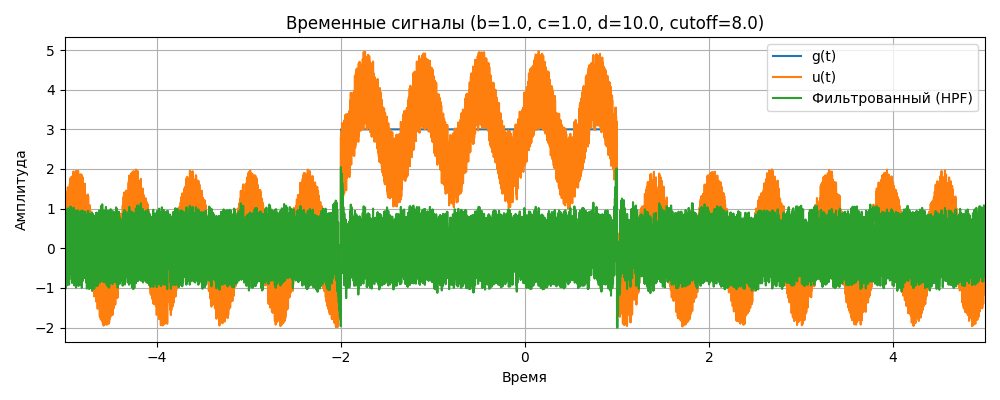 Временные сигналы (b=1.0, c=1.0, d=10.0, cutoff=8.0)
g(t)
u(t)
Фильтрованный (HPF)
Амплитуда
5
4
3
2
1
0
−1
−2
−4
−2
0
2
4
Время